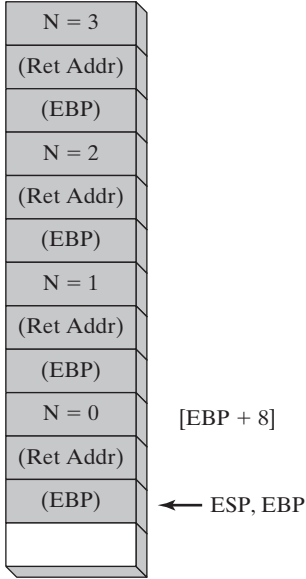 N = 3
(Ret Addr)
(EBP)
N = 2
(Ret Addr)
(EBP)
N = 1
(Ret Addr)
(EBP)
N = 0 [EBP + 8]
(Ret Addr)
(EBP) ESP, EBP